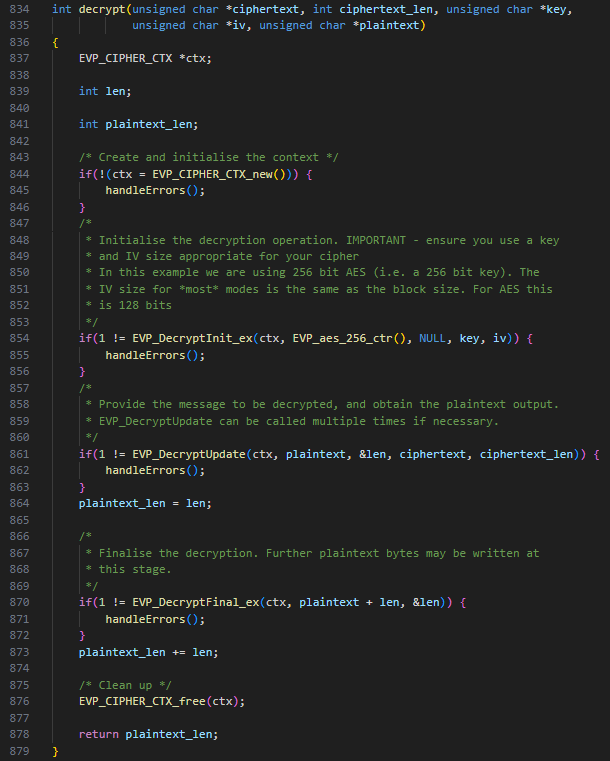 834 int decrypt(unsigned char *ciphertext, int ciphertext_len, unsigned char *key,
835             unsigned char *iv, unsigned char *plaintext)
836 {
837     EVP_CIPHER_CTX *ctx;
838
839     int len;
840
841     int plaintext_len;
842
843     /* Create and initialise the context */
844     if(!(ctx = EVP_CIPHER_CTX_new())) {
845         handleErrors();
846     }
847     /*
848      * Initialise the decryption operation. IMPORTANT - ensure you use a key
849      * and IV size appropriate for your cipher
850      * In this example we are using 256 bit AES (i.e. a 256 bit key). The
851      * IV size for *most* modes is the same as the block size. For AES this
852      * is 128 bits
853      */
854     if(1 != EVP_DecryptInit_ex(ctx, EVP_aes_256_ctr(), NULL, key, iv)) {
855         handleErrors();
856     }
857     /*
858      * Provide the message to be decrypted, and obtain the plaintext output.
859      * EVP_DecryptUpdate can be called multiple times if necessary.
860      */
861     if(1 != EVP_DecryptUpdate(ctx, plaintext, &len, ciphertext, ciphertext_len)) {
862         handleErrors();
863     }
864     plaintext_len = len;
865
866     /*
867      * Finalise the decryption. Further plaintext bytes may be written at
868      * this stage.
869      */
870     if(1 != EVP_DecryptFinal_ex(ctx, plaintext + len, &len)) {
871         handleErrors();
872     }
873     plaintext_len += len;
874
875     /* Clean up */
876     EVP_CIPHER_CTX_free(ctx);
877
878     return plaintext_len;
879 }